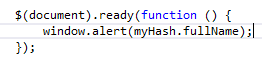 $(document).ready(function () {
    window.alert(myHash.fullName);
});